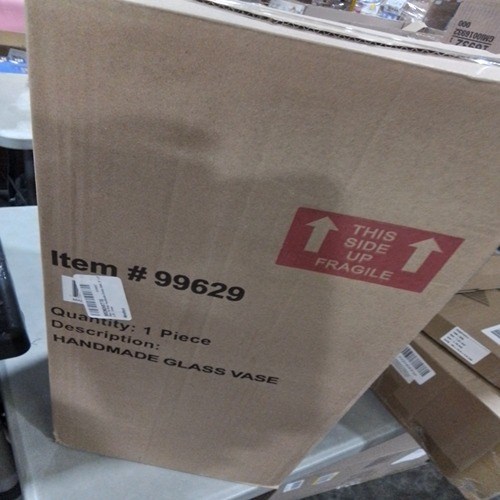 Item # 99629
Quantity: 1 Piece
Description:
HANDMADE GLASS VASE
THIS
SIDE
UP
FRAGILE